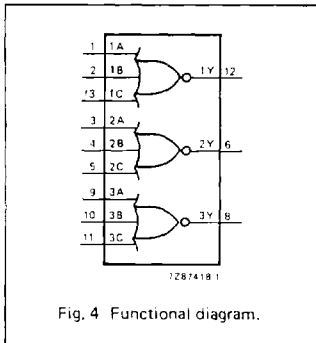 1 1A
2 1B
1Y 12
13 1C
3 2A
4 2B
2Y 6
5 2C
9 3A
10 3B
3Y 8
11 3C
7Z87418.1
Fig. 4 Functional diagram.